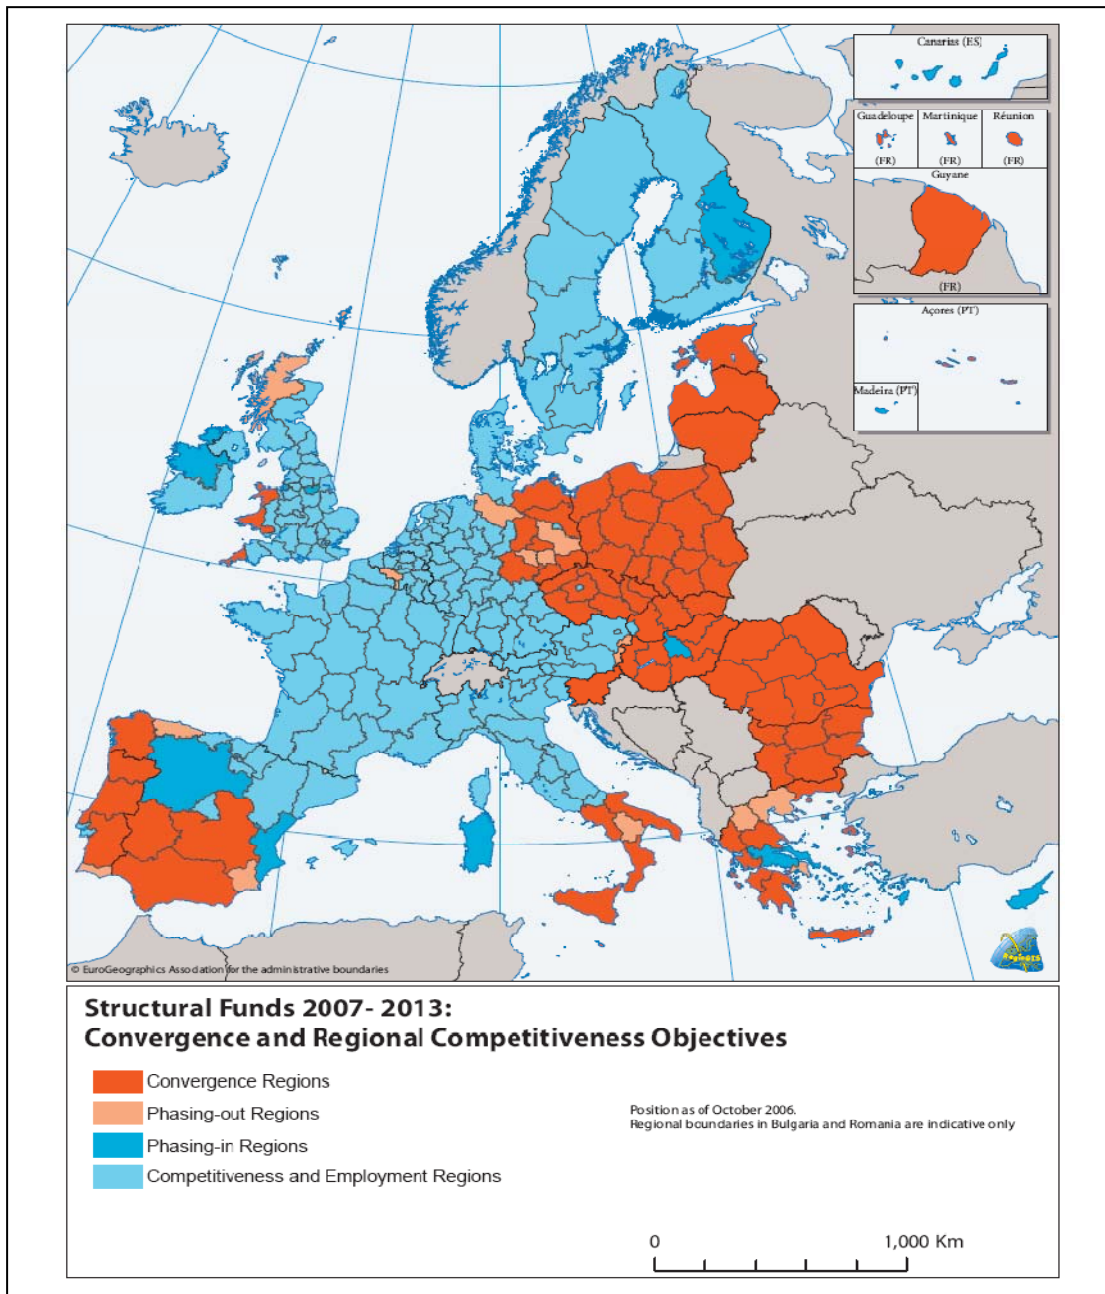 Canarias (ES)
Guadeloupe
Martinique
Réunion
(FR)
(FR)
(FR)
Guyane
(FR)
Açores (PT)
Madeira (PT)
© EuroGeographics Association for the administrative boundaries
RegioGIS
Structural Funds 2007- 2013:
Convergence and Regional Competitiveness Objectives
Convergence Regions
Phasing-out Regions
Phasing-in Regions
Competitiveness and Employment Regions
Position as of October 2006.
Regional boundaries in Bulgaria and Romania are indicative only
0 1,000 Km